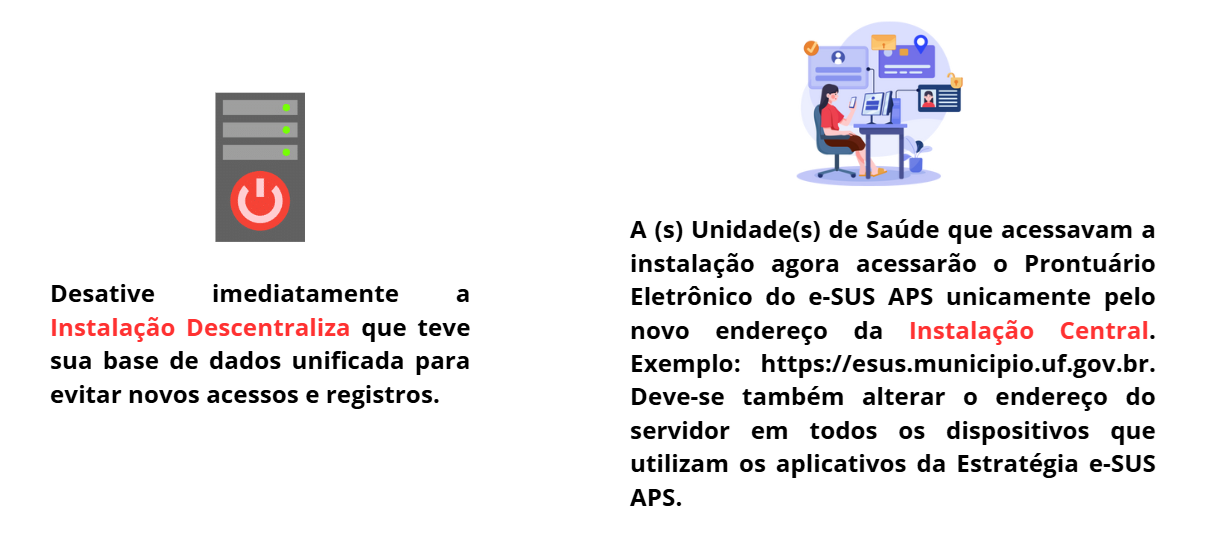 Desative imediatamente a
Instalação Descentraliza que teve
sua base de dados unificada para
evitar novos acessos e registros.
A (s) Unidade(s) de Saúde que acessavam a
instalação agora acessarão o Prontuário
Eletrônico do e-SUS APS unicamente pelo
novo endereço da Instalação Central.
Exemplo: https://esus.municipio.uf.gov.br.
Deve-se também alterar o endereço do
servidor em todos os dispositivos que
utilizam os aplicativos da Estratégia e-SUS
APS.